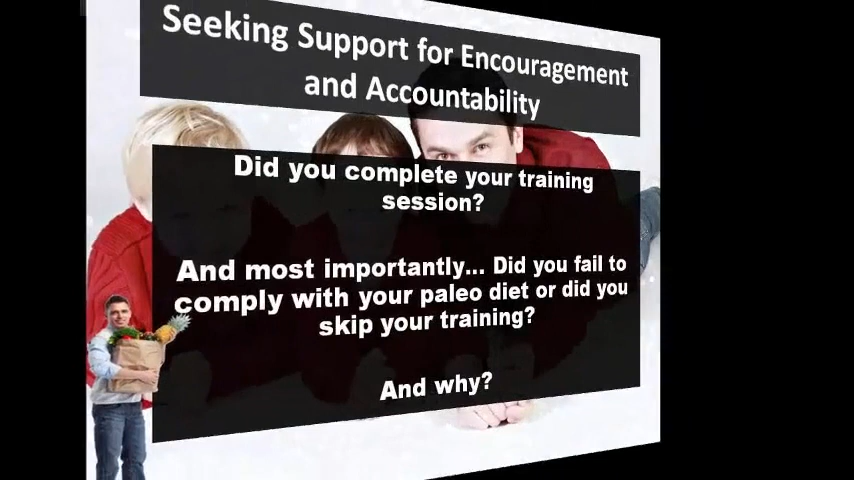 Seeking Support for Encouragement
and Accountability
Did you complete your training
session?
And most importantly... Did you fail to
comply with your paleo diet or did you
skip your training?
And why?